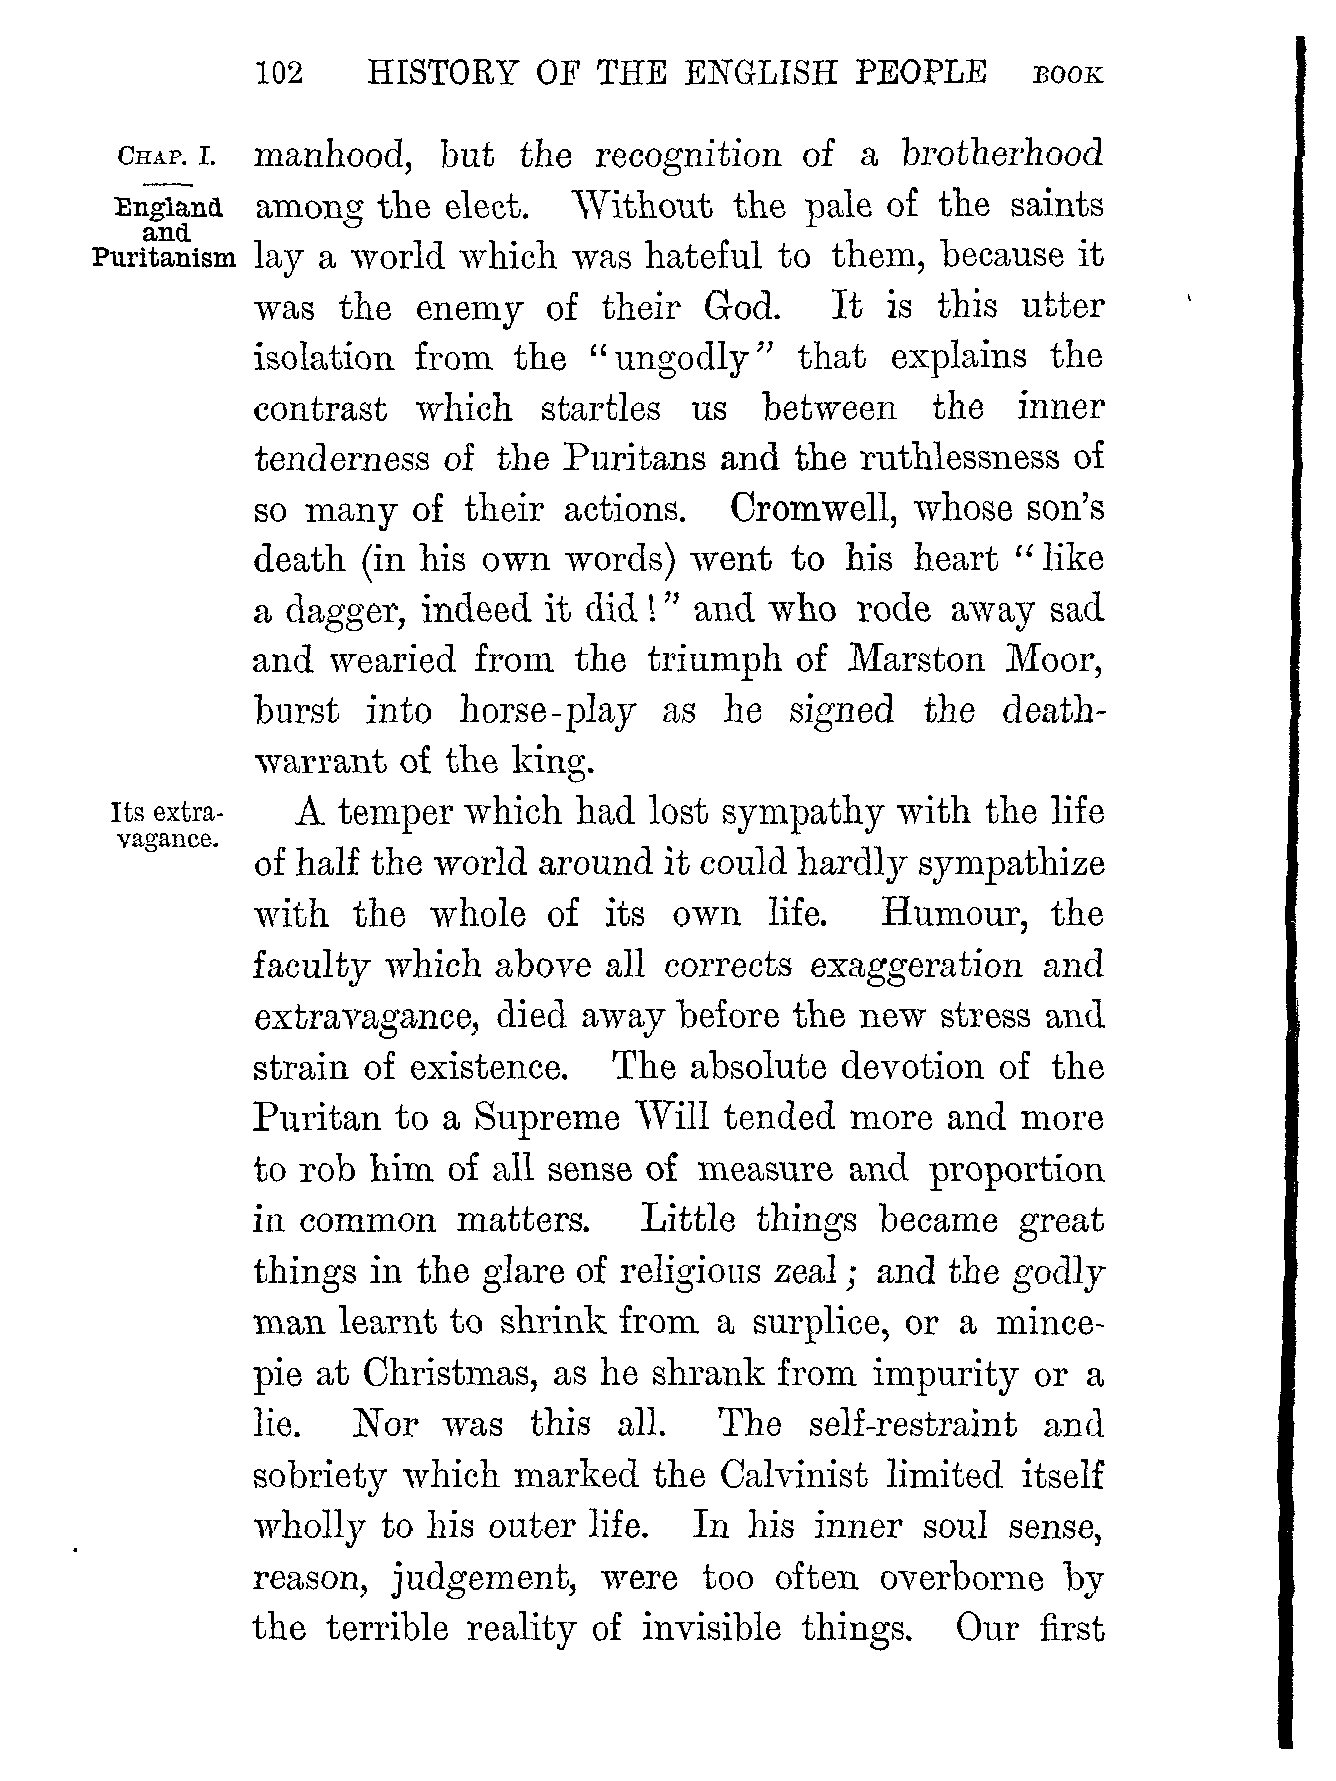 102 HISTORY OF THE ENGLISH PEOPLE BOOK
CHAP. I.
England
and
Puritanism
manhood, but the recognition of a brotherhood
among the elect. Without the pale of the saints
lay a world which was hateful to them, because it
was the enemy of their God. It is this utter
isolation from the “ungodly” that explains the
contrast which startles us between the inner
tenderness of the Puritans and the ruthlessness of
so many of their actions. Cromwell, whose son’s
death (in his own words) went to his heart “like
a dagger, indeed it did!” and who rode away sad
and wearied from the triumph of Marston Moor,
burst into horse-play as he signed the death-
warrant of the king.
Its extra-
vagance.
A temper which had lost sympathy with the life
of half the world around it could hardly sympathize
with the whole of its own life. Humour, the
faculty which above all corrects exaggeration and
extravagance, died away before the new stress and
strain of existence. The absolute devotion of the
Puritan to a Supreme Will tended more and more
to rob him of all sense of measure and proportion
in common matters. Little things became great
things in the glare of religious zeal; and the godly
man learnt to shrink from a surplice, or a mince-
pie at Christmas, as he shrank from impurity or a
lie. Nor was this all. The self-restraint and
sobriety which marked the Calvinist limited itself
wholly to his outer life. In his inner soul sense,
reason, judgement, were too often overborne by
the terrible reality of invisible things. Our first